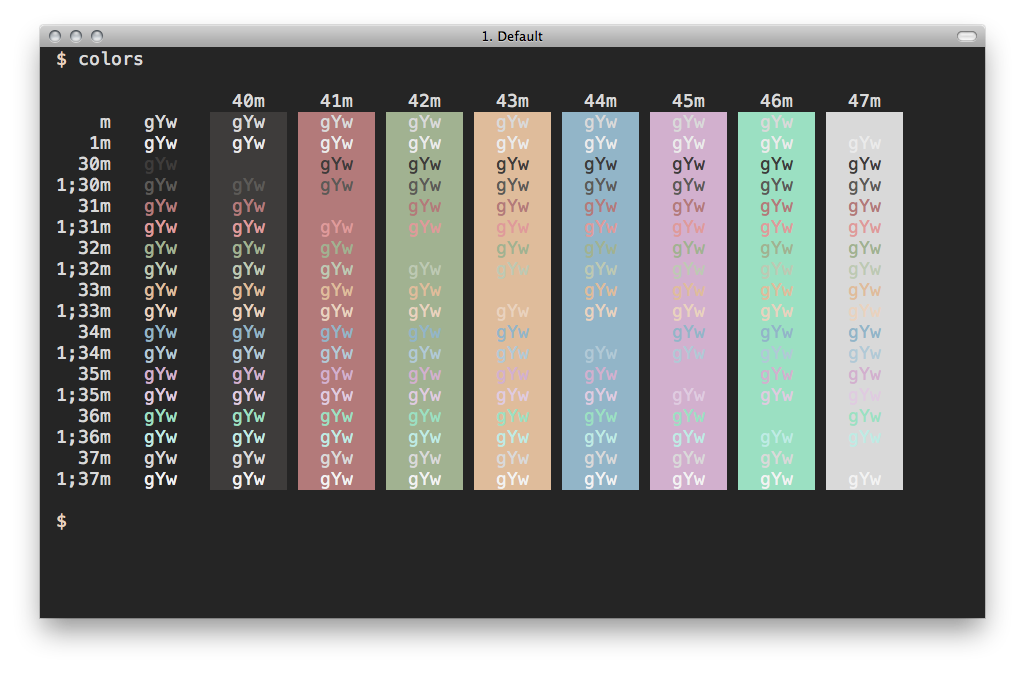 1. Default
$ colors
40m 41m 42m 43m 44m 45m 46m 47m
m gYw gYw gYw gYw gYw gYw gYw gYw
1m gYw gYw gYw gYw gYw gYw gYw gYw gYw
30m gYw gYw gYw gYw gYw gYw gYw gYw
1;30m gYw gYw gYw gYw gYw gYw gYw gYw gYw
31m gYw gYw gYw gYw gYw gYw gYw gYw
1;31m gYw gYw gYw gYw gYw gYw gYw gYw gYw
32m gYw gYw gYw gYw gYw gYw gYw gYw
1;32m gYw gYw gYw gYw gYw gYw gYw gYw gYw
33m gYw gYw gYw gYw gYw gYw gYw gYw
1;33m gYw gYw gYw gYw gYw gYw gYw gYw gYw
34m gYw gYw gYw gYw gYw gYw gYw gYw
1;34m gYw gYw gYw gYw gYw gYw gYw gYw gYw
35m gYw gYw gYw gYw gYw gYw gYw gYw
1;35m gYw gYw gYw gYw gYw gYw gYw gYw gYw
36m gYw gYw gYw gYw gYw gYw gYw gYw
1;36m gYw gYw gYw gYw gYw gYw gYw gYw gYw
37m gYw gYw gYw gYw gYw gYw gYw gYw
1;37m gYw gYw gYw gYw gYw gYw gYw gYw gYw
$